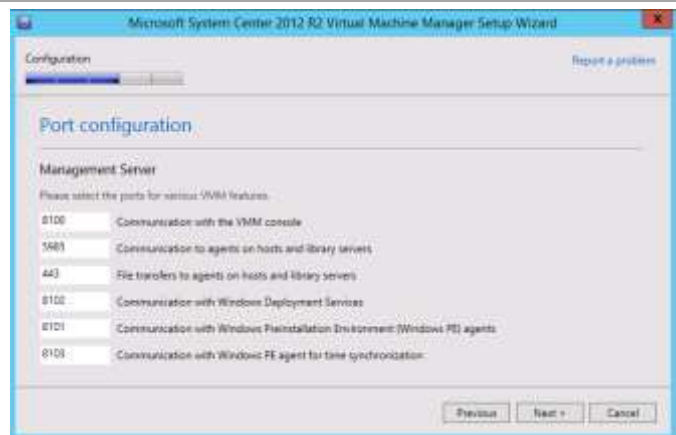 Microsoft System Center 2012 R2 Virtual Machine Manager Setup Wizard
x
Configuration
Report a problem
Port configuration
Management Server
Please select the ports for various VMM features.
8100 Communication with the VMM console
5985 Communication to agents on hosts and library servers
443 File transfers to agents on hosts and library servers
8102 Communication with Windows Deployment Services
8101 Communication with Windows Preinstallation Environment (Windows PE) agents
8103 Communication with Windows PE agent for time synchronization
Previous Next > Cancel